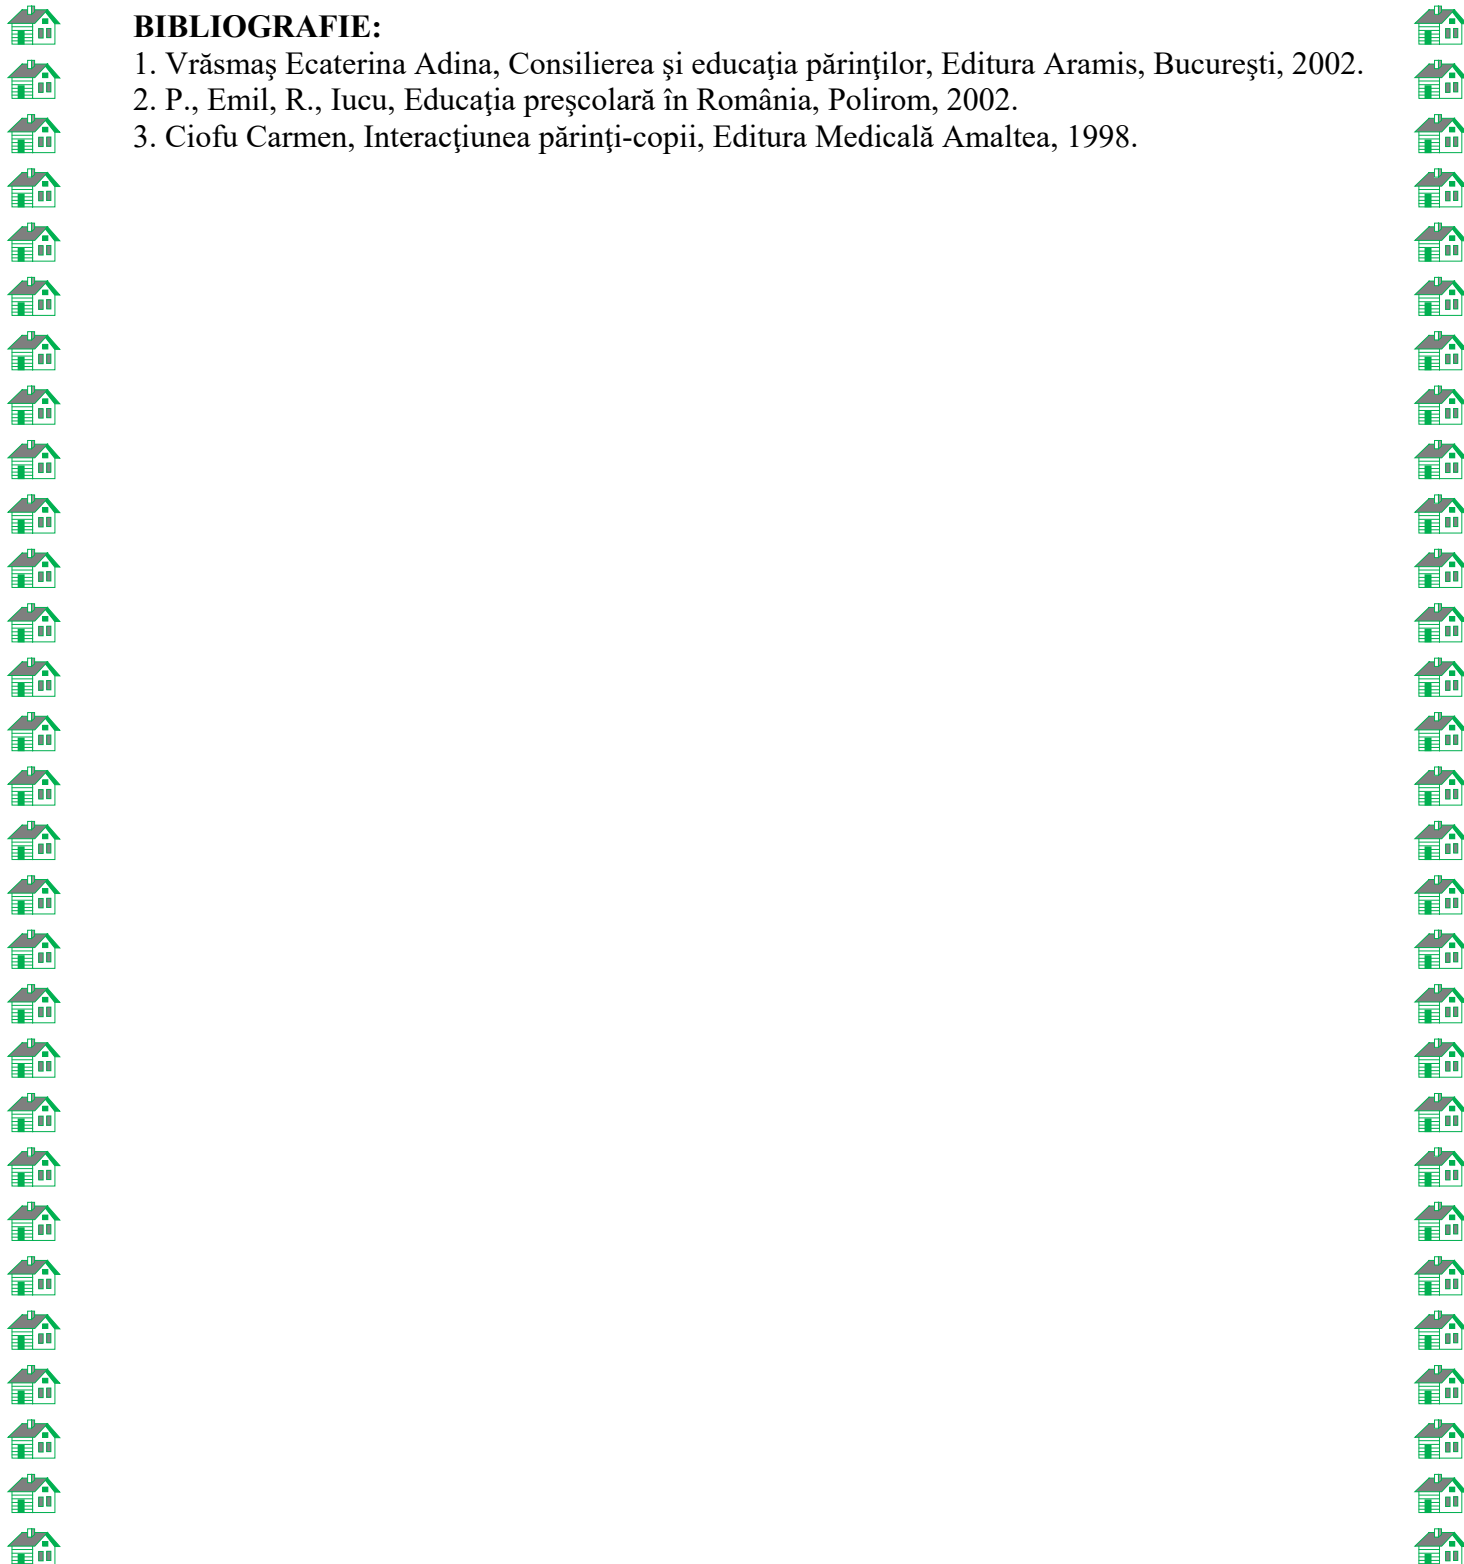 BIBLIOGRAFIE:
1. Vrăsmaş Ecaterina Adina, Consilierea şi educaţia părinţilor, Editura Aramis, Bucureşti, 2002.
2. P., Emil, R., Iucu, Educaţia preşcolară în România, Polirom, 2002.
3. Ciofu Carmen, Interacţiunea părinţi-copii, Editura Medicală Amaltea, 1998.